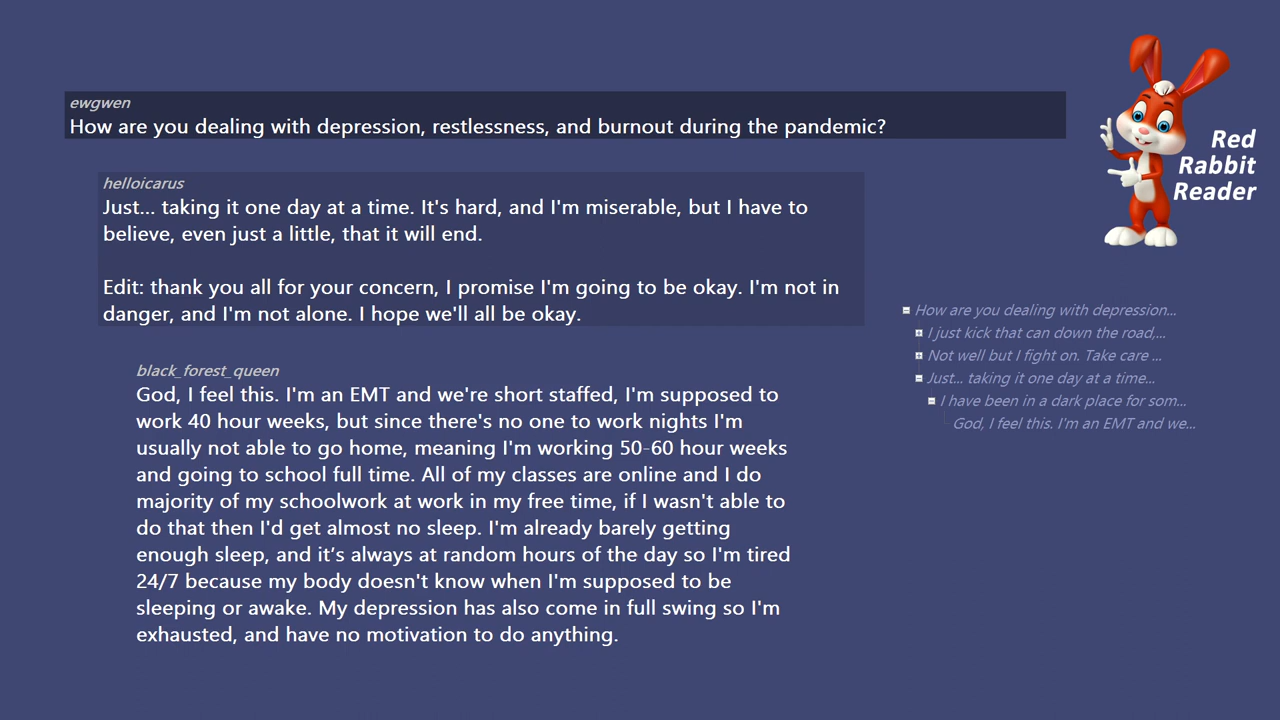 ewgwen
How are you dealing with depression, restlessness, and burnout during the pandemic?
helloicarus
Just... taking it one day at a time. It's hard, and I'm miserable, but I have to
believe, even just a little, that it will end.
Edit: thank you all for your concern, I promise I'm going to be okay. I'm not in
danger, and I'm not alone. I hope we'll all be okay.
black_forest_queen
God, I feel this. I'm an EMT and we're short staffed, I'm supposed to
work 40 hour weeks, but since there's no one to work nights I'm
usually not able to go home, meaning I'm working 50-60 hour weeks
and going to school full time. All of my classes are online and I do
majority of my schoolwork at work in my free time, if I wasn't able to
do that then I'd get almost no sleep. I'm already barely getting
enough sleep, and it’s always at random hours of the day so I'm tired
24/7 because my body doesn't know when I'm supposed to be
sleeping or awake. My depression has also come in full swing so I'm
exhausted, and have no motivation to do anything.
Red
Rabbit
Reader
How are you dealing with depression...
I just kick that can down the road,...
Not well but I fight on. Take care ...
Just... taking it one day at a time...
I have been in a dark place for som...
God, I feel this. I'm an EMT and we...